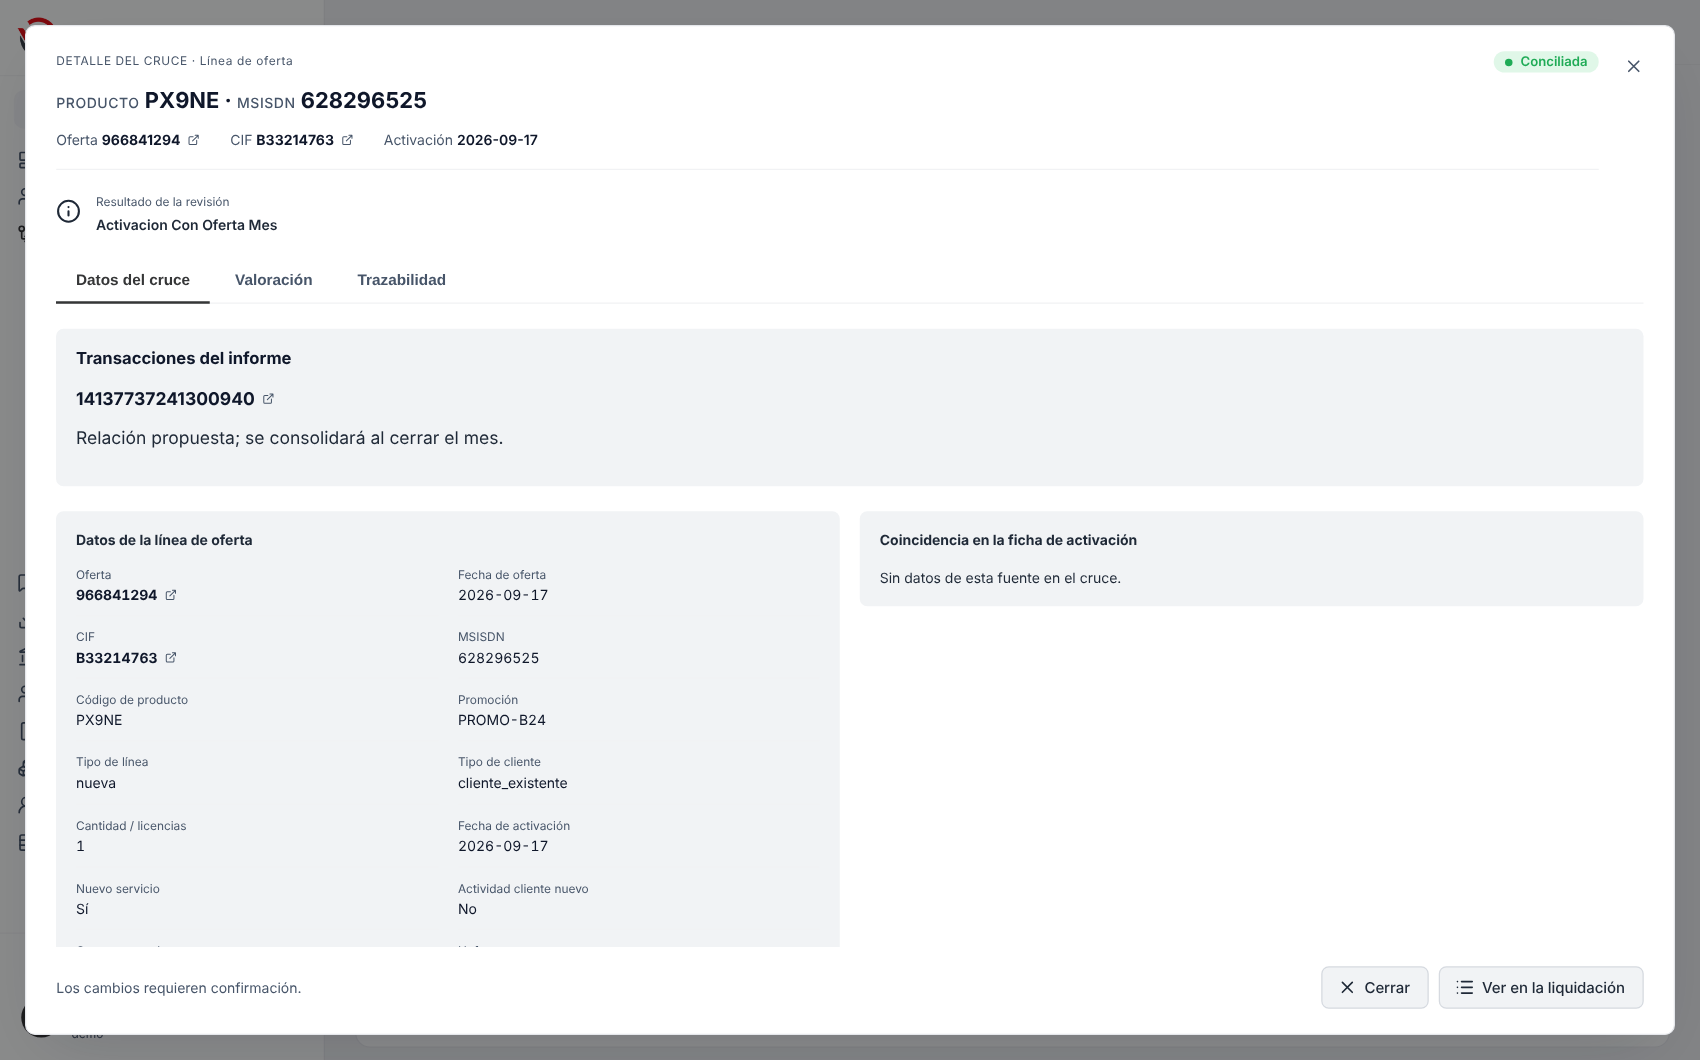 DETALLE DEL CRUCE · Línea de oferta
Conciliada
PRODUCTO PX9NE · MSISDN 628296525
Oferta 966841294 CIF B33214763 Activación 2026-09-17
Resultado de la revisión
Activacion Con Oferta Mes
Datos del cruce Valoración Trazabilidad
Transacciones del informe
14137737241300940
Relación propuesta; se consolidará al cerrar el mes.
Datos de la línea de oferta
Oferta Fecha de oferta
966841294 2026-09-17
CIF MSISDN
B33214763 628296525
Código de producto Promoción
PX9NE PROMO-B24
Tipo de línea Tipo de cliente
nueva cliente_existente
Cantidad / licencias Fecha de activación
1 2026-09-17
Nuevo servicio Actividad cliente nuevo
Sí No
Coincidencia en la ficha de activación
Sin datos de esta fuente en el cruce.
Los cambios requieren confirmación.
Cerrar
Ver en la liquidación